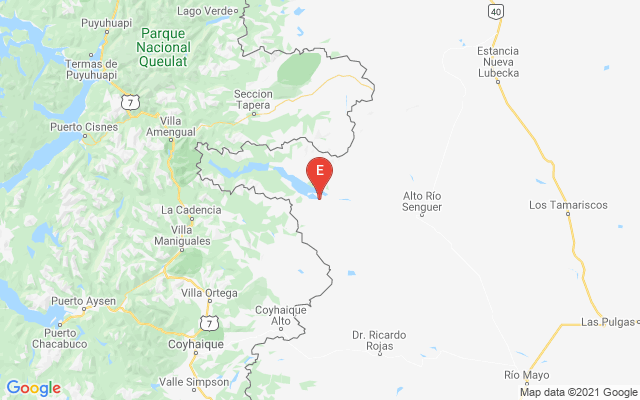 Lago Verde
Puyuhuapi
Parque
Nacional
Queulat
40
Estancia
Nueva
Lubecka
Termas de
Puyuhuapi
7
Seccion
Tapera
Villa
Amengual
Puerto Cisnes
E
Alto Río
Senguer
Los Tamariscos
La Cadencia
Villa
Maniguales
Villa Ortega
Puerto Aysen
Coyhaique
Alto
7
Puerto
Chacabuco
Coyhaique
Dr. Ricardo
Rojas
Las Pulgas
Río Mayo
Valle Simpson
Google
Map data ©2021 Google